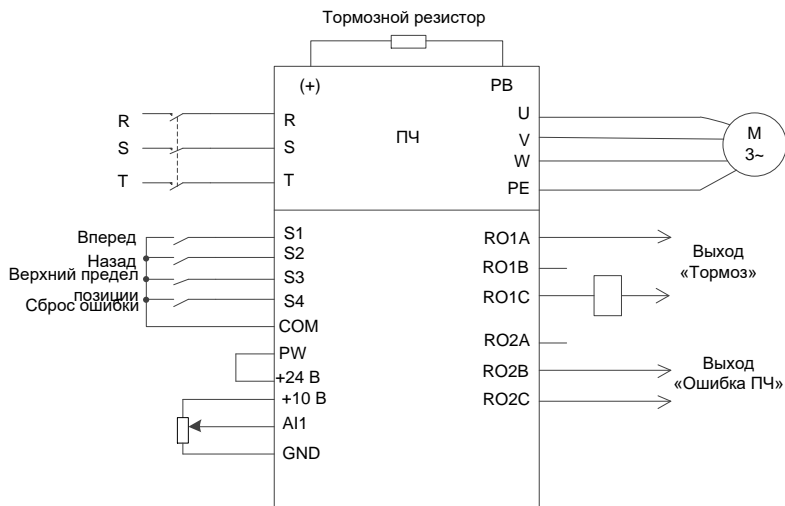 Тормозной резистор
(+)
PB
R
R
S
S
T
T
ПЧ
U
V
W
PE
M
3~
Вперед
S1
Назад
S2
Верхний предел
позиции
S3
Сброс ошибки
S4
COM
PW
+24 В
+10 В
AI1
GND
RO1A
RO1B
RO1C
Выход
«Тормоз»
RO2A
RO2B
RO2C
Выход
«Ошибка ПЧ»